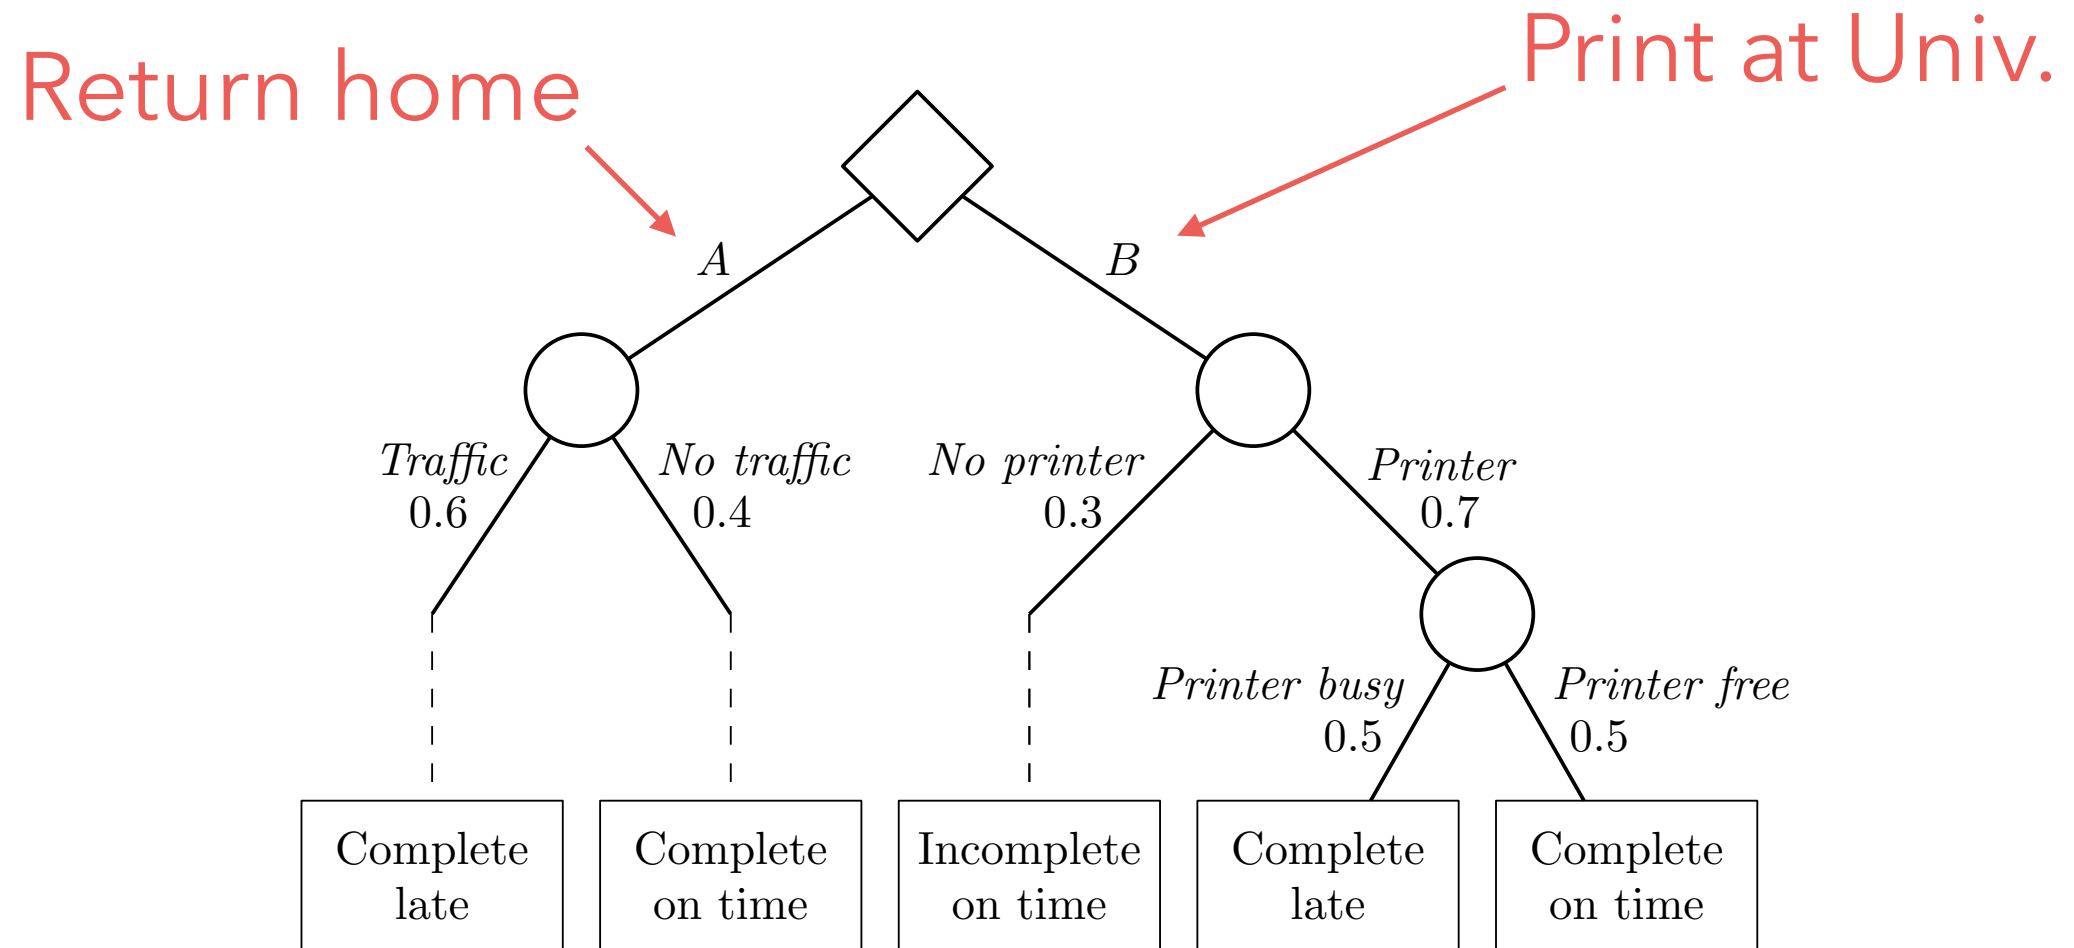 Return home
Print at Univ.
A
B
Traffic
0.6
No traffic
0.4
No printer
0.3
Printer
0.7
Printer busy
0.5
Printer free
0.5
Complete
late
Complete
on time
Incomplete
on time
Complete
late
Complete
on time